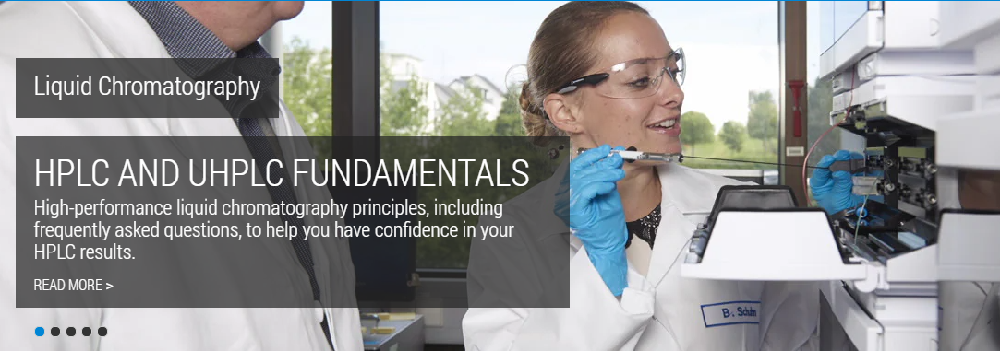 Liquid Chromatography
HPLC AND UHPLC FUNDAMENTALS
High-performance liquid chromatography principles, including
frequently asked questions, to help you have confidence in your
HPLC results.
READ MORE >